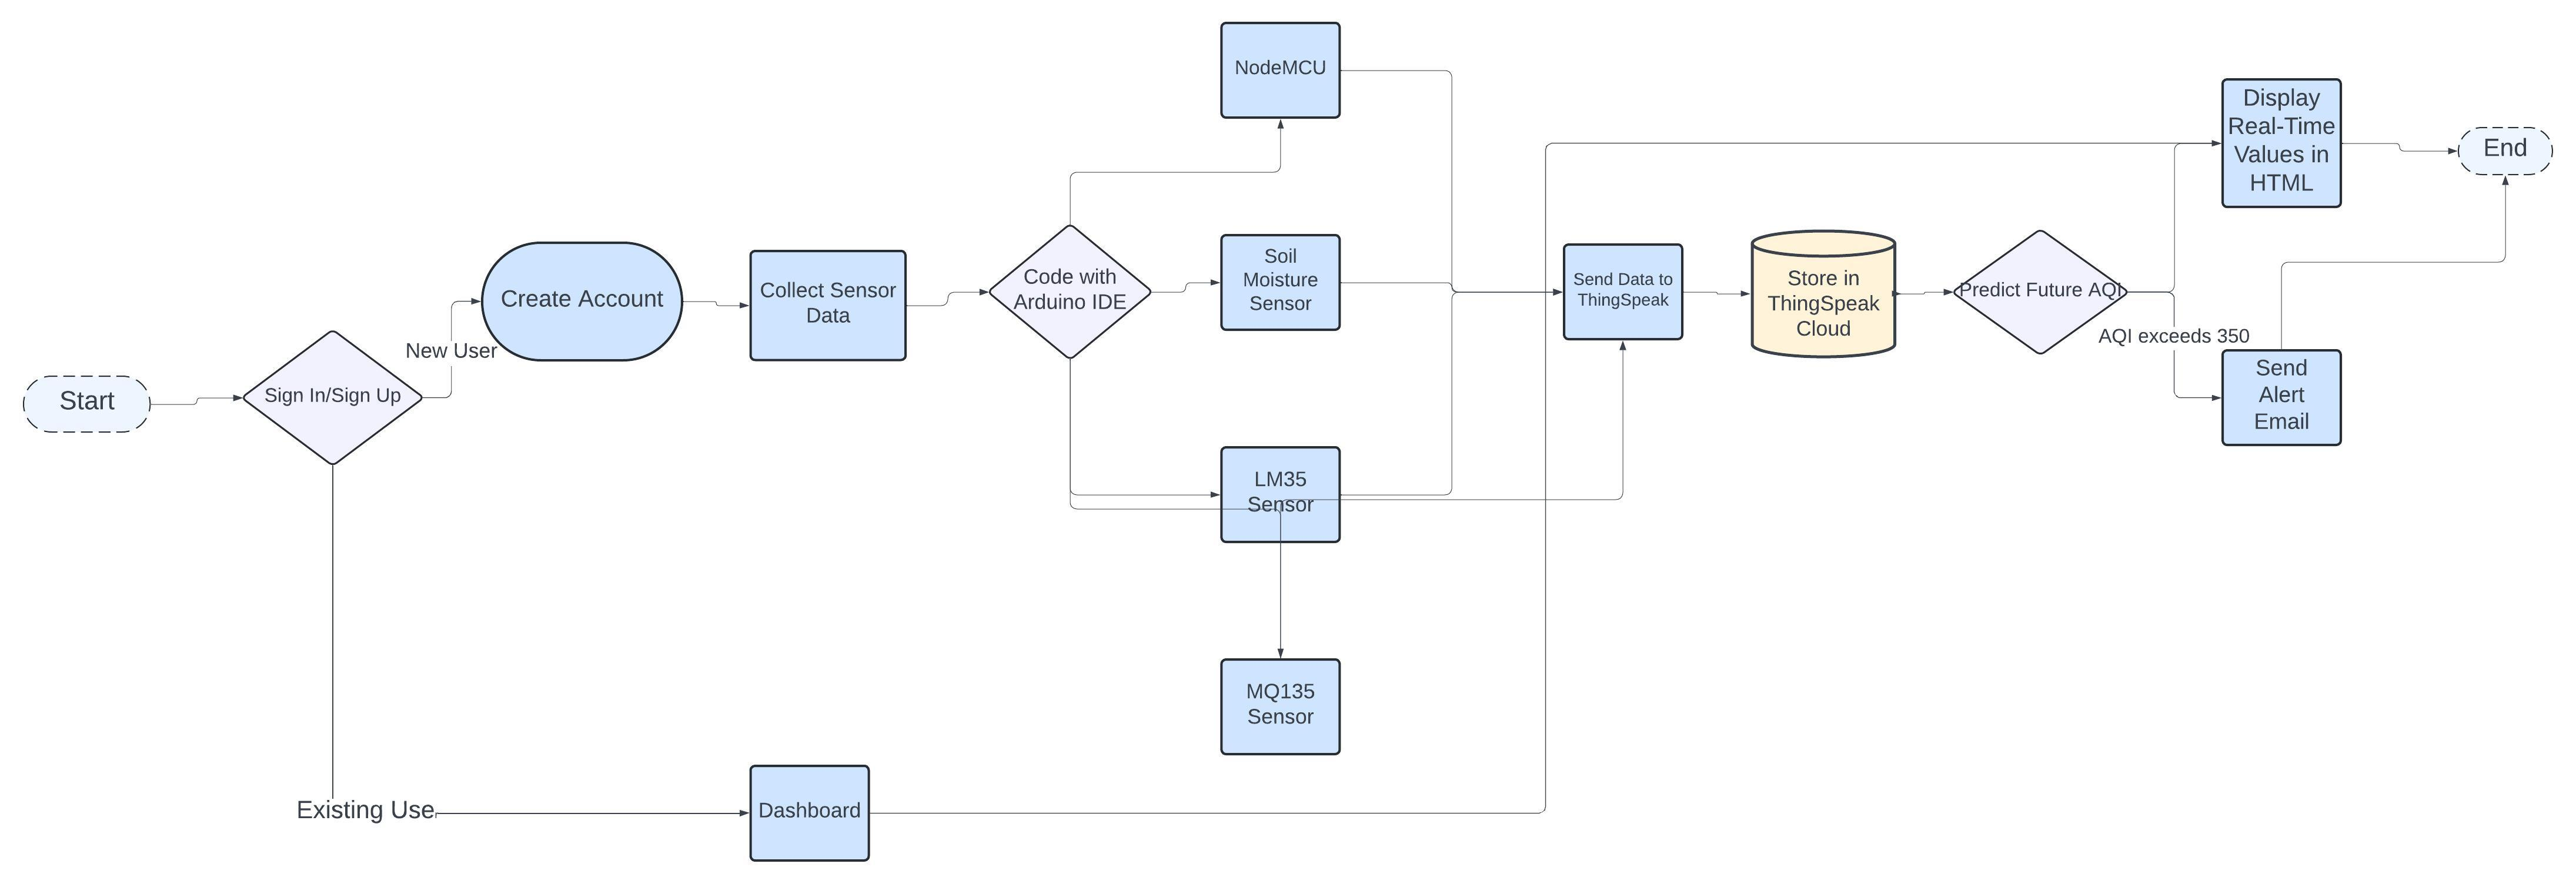 Start
Sign In/Sign Up
New User
Create Account
Collect Sensor
Data
Code with
Arduino IDE
NodeMCU
Soil
Moisture
Sensor
LM35
Sensor
MQ135
Sensor
Existing Use
Dashboard
Send Data to
ThingSpeak
Store in
ThingSpeak
Cloud
Predict Future AQI
AQI exceeds 350
Display
Real-Time
Values in
HTML
Send
Alert
Email
End